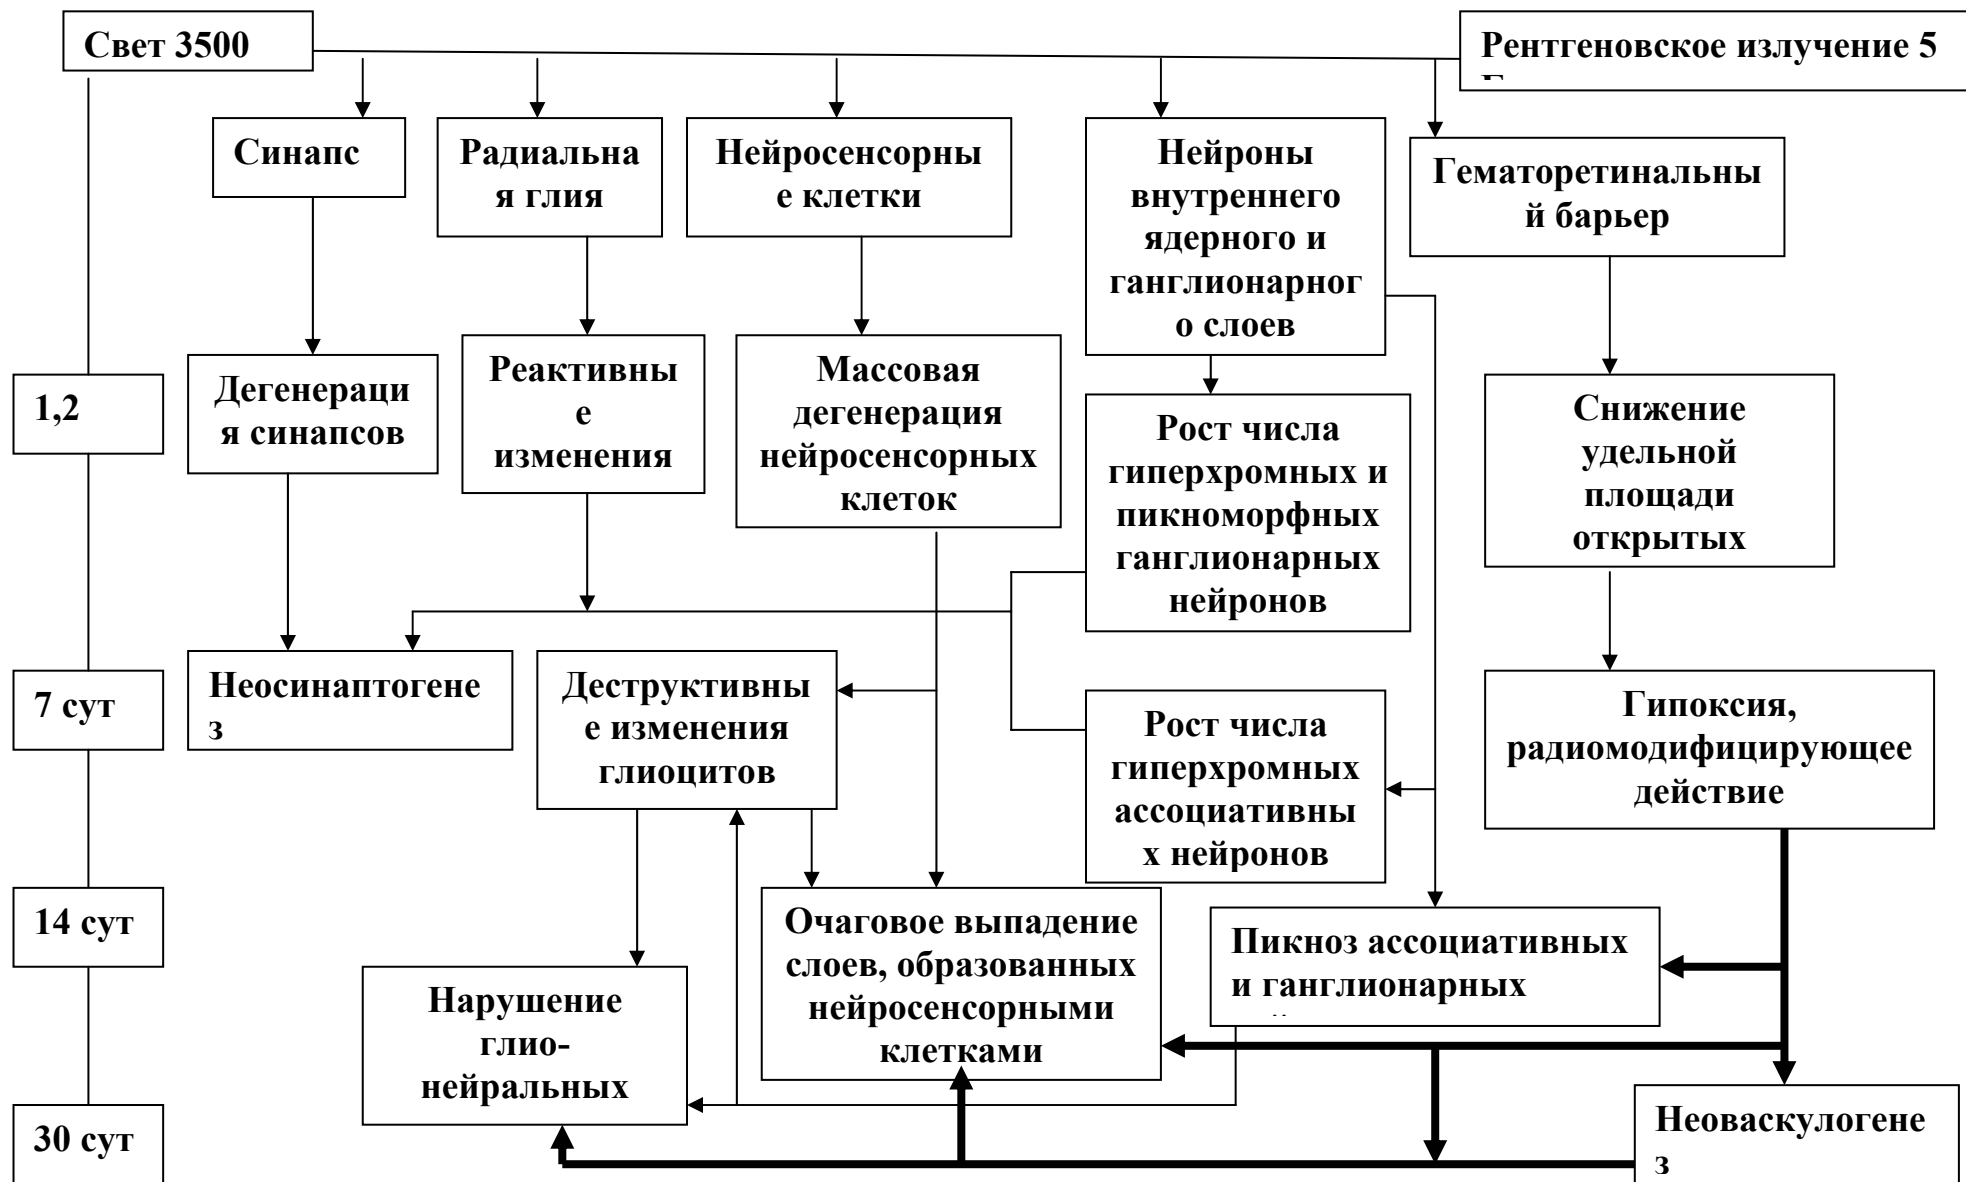 Свет 3500
Рентгеновское излучение 5
Синапс
Радиальна
я глия
Нейросенсорны
е клетки
Нейроны
внутреннего
ядерного и
ганглионарног
о слоев
Гематоретинальны
й барьер
1,2
Дегенераци
я синапсов
Реактивны
е
изменения
Массовая
дегенерация
нейросенсорных
клеток
Рост числа
гиперхромных и
пикноморфных
ганглионарных
нейронов
Снижение
удельной
площади
открытых
7 сут
Неосинаптогене
з
Деструктивны
е изменения
глиоцитов
Рост числа
гиперхромных
ассоциативны
х нейронов
Гипоксия,
радиомодифицирующее
действие
14 сут
Нарушение
глио-
нейральных
Очаговое выпадение
слоев, образованных
нейросенсорными
клетками
Пикноз ассоциативных
и ганглионарных
30 сут
Неоваскулогене
з